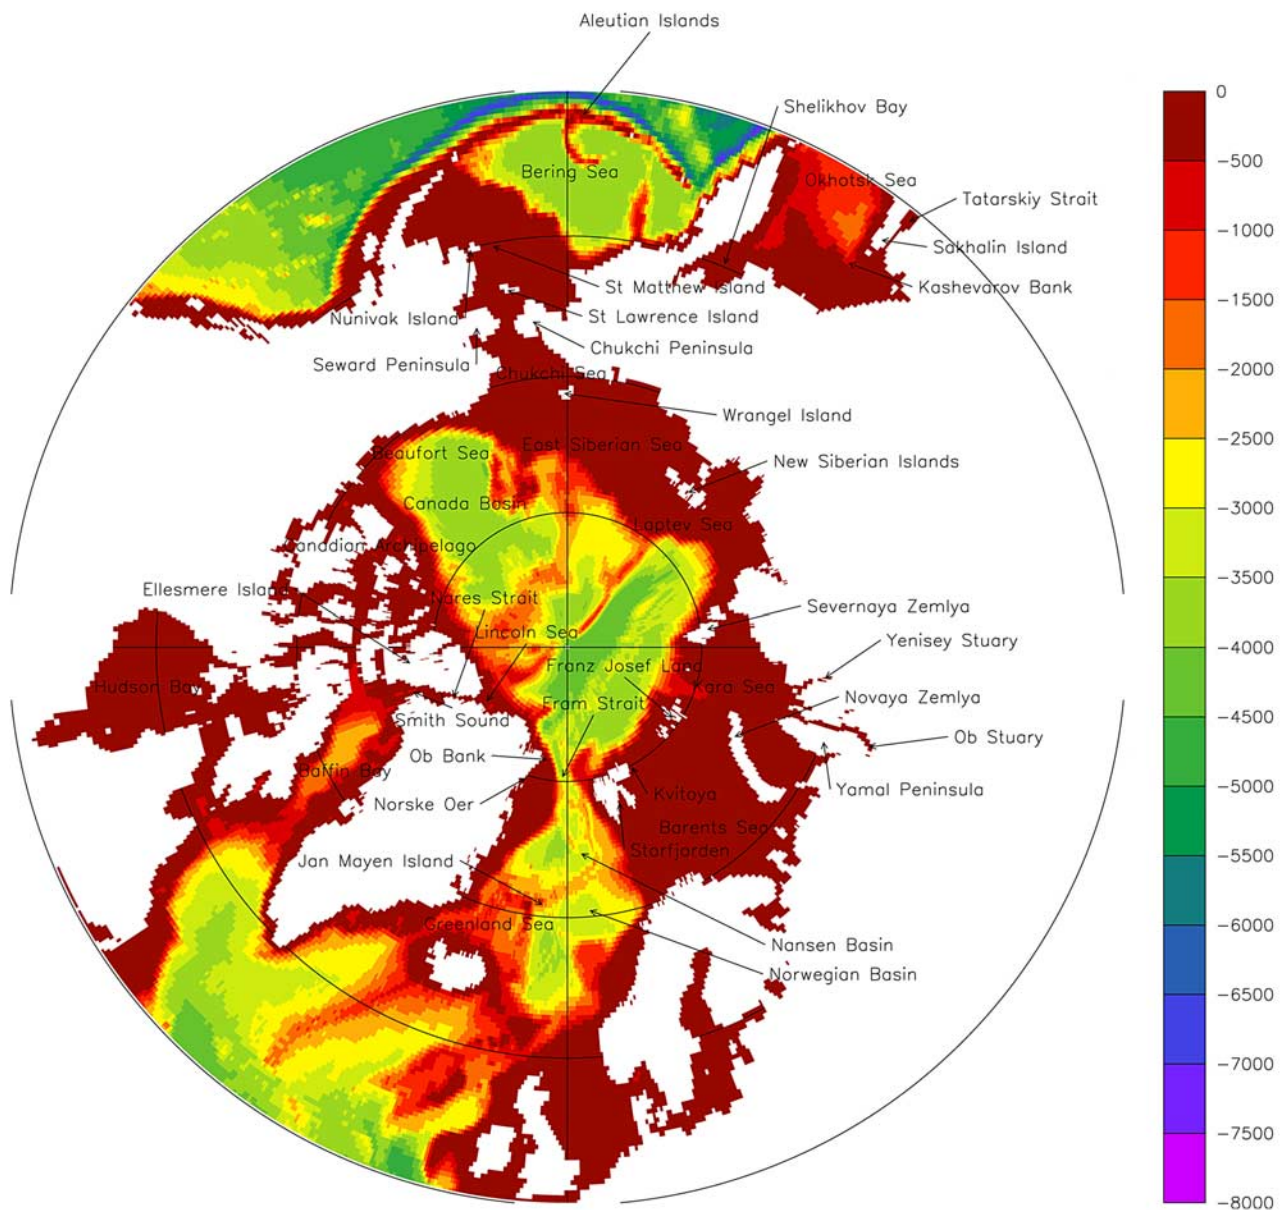 Aleutian Islands
0
Shelikhov Bay
-500
Bering Sea
Okhotsk Sea
Tatarskiy Strait
-1000
Sakhalin Island
St Matthew Island
Kashevarov Bank
-1500
Nunivak Island
St Lawrence Island
Chukchi Peninsula
Seward Peninsula
-2000
Chukchi Sea
Wrangel Island
-2500
Beaufort Sea
East Siberian Sea
New Siberian Islands
Canada Basin
-3000
Laptev Sea
Canadian Archipelago
-3500
Ellesmere Island
Nares Strait
Severnaya Zemlya
Lincoln Sea
Yenisey Stuary
-4000
Franz Josef Land
Hudson Bay
Kara Sea
Novaya Zemlya
Fram Strait
-4500
Smith Sound
Ob Stuary
Ob Bank
Baffin Bay
-5000
Norske Oer
Kvitoya
Yamal Peninsula
Barents Sea
Storfjorden
-5500
Jan Mayen Island
Greenland Sea
-6000
Nansen Basin
Norwegian Basin
-6500
-7000
-7500
-8000